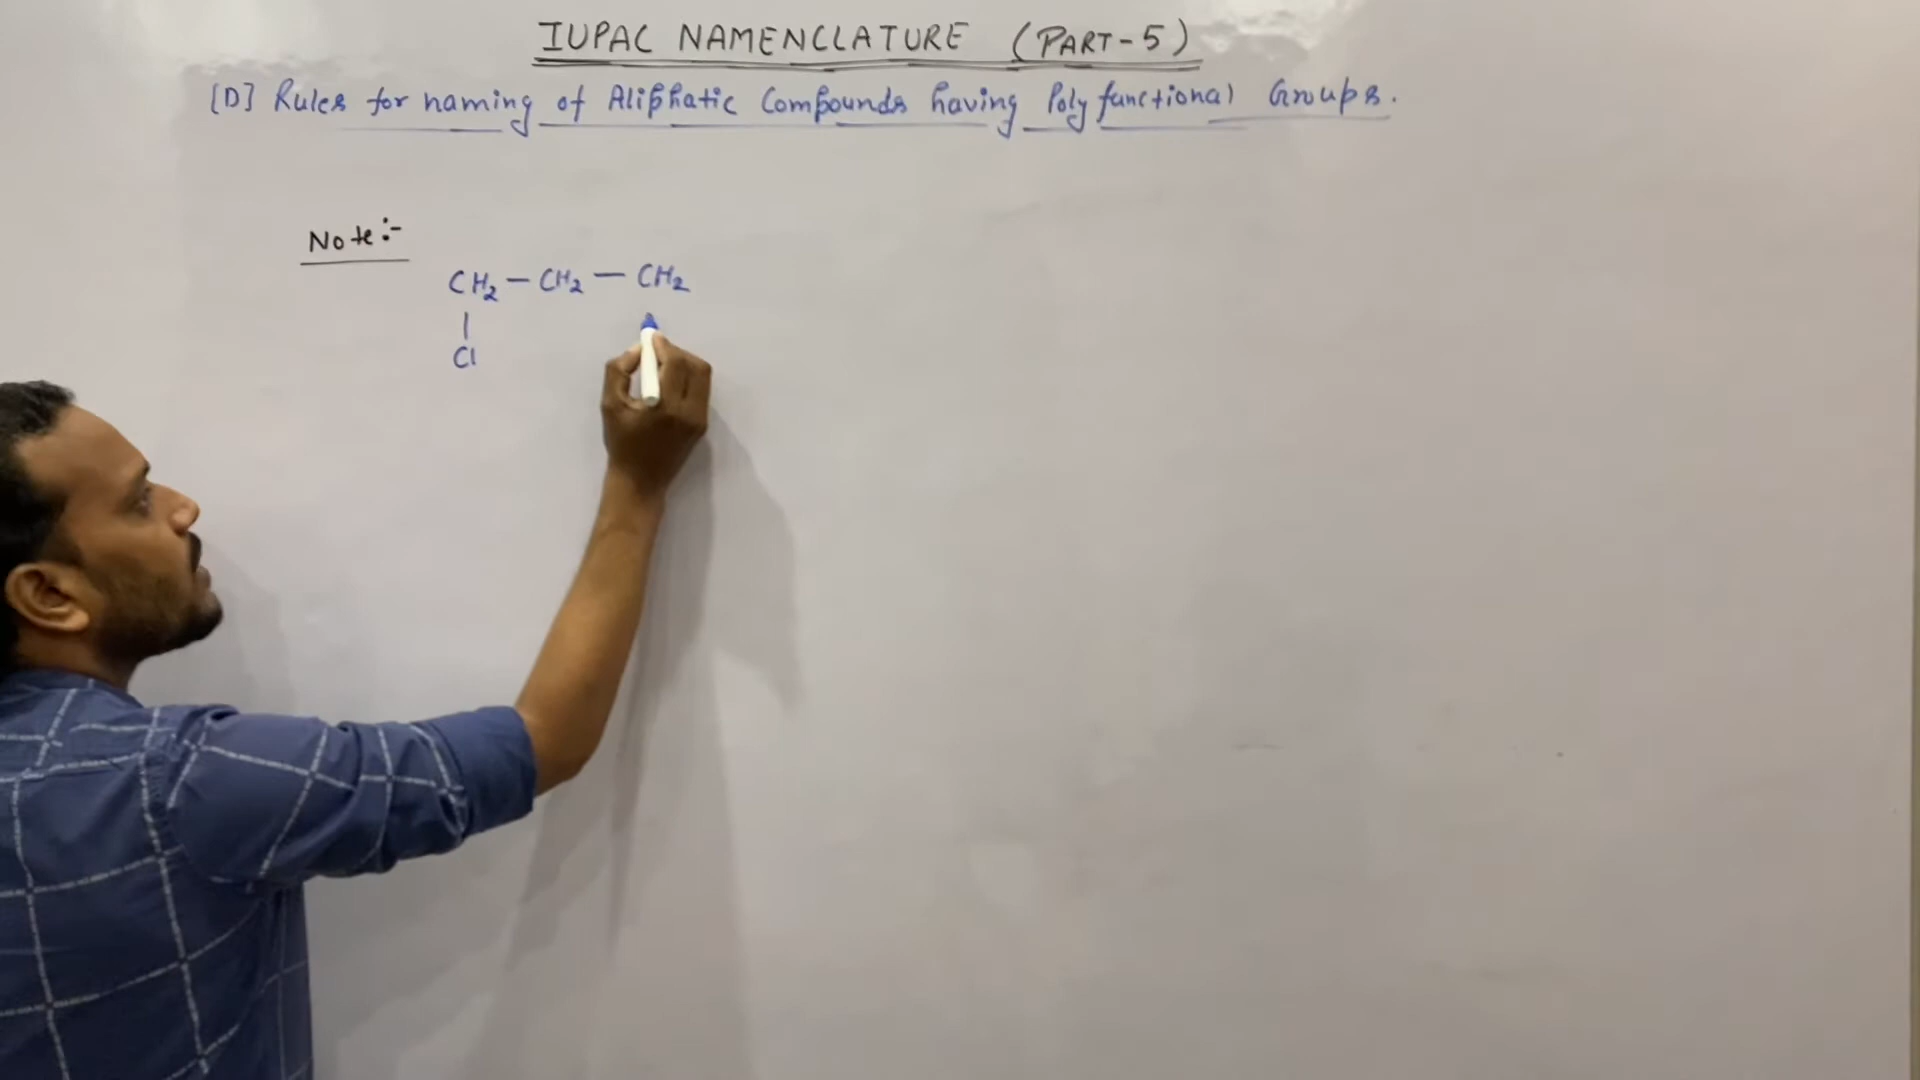 IUPAC NAMENCLATURE (PART-5)
[D] Rules for naming of Aliphatic Compounds having Poly functional Groups.
Note:-
CH₂ — CH₂ — CH₂
|
Cl